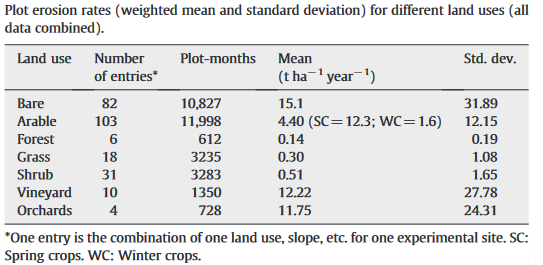 Plot erosion rates (weighted mean and standard deviation) for different land uses (all
data combined).
Land use Number of entries* Plot-months Mean (t ha⁻¹ year⁻¹) Std. dev.
Bare 82 10,827 15.1 31.89
Arable 103 11,998 4.40 (SC=12.3; WC=1.6) 12.15
Forest 6 612 0.14 0.19
Grass 18 3235 0.30 1.08
Shrub 31 3283 0.51 1.65
Vineyard 10 1350 12.22 27.78
Orchards 4 728 11.75 24.31
*One entry is the combination of one land use, slope, etc. for one experimental site. SC:
Spring crops. WC: Winter crops.